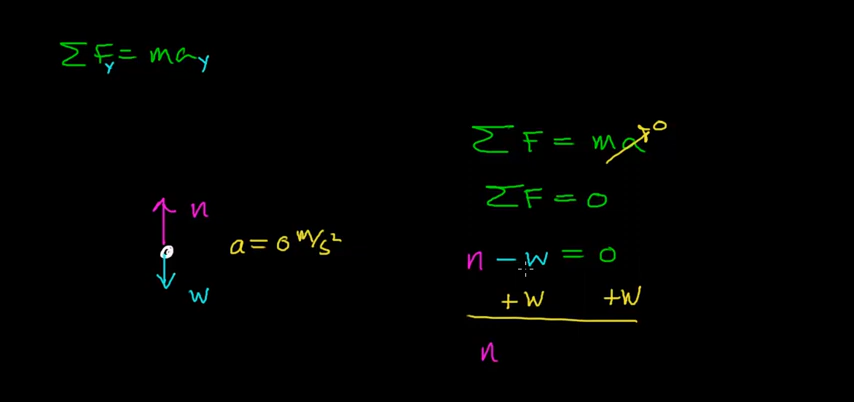 ΣFy = may
n
a = 0 m/s²
w
ΣF = ma 0
ΣF = 0
n − w = 0
+w +w
n